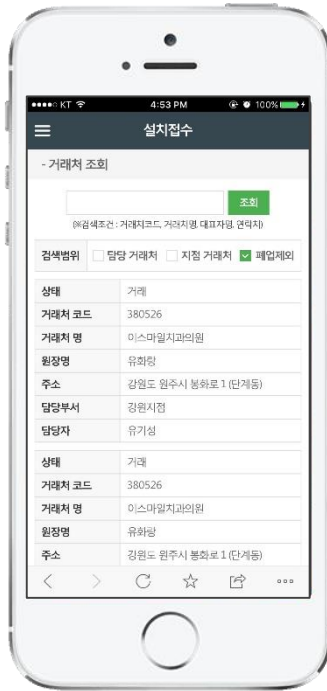 KT 4:53 PM 100%
설치접수
- 거래처 조회
조회
(※검색조건 : 거래처코드, 거래처명, 대표자명, 연락처)
검색범위 담당 거래처 지점 거래처 폐업제외
상태 거래
거래처 코드 380526
거래처 명 이스마일치과의원
원장명 유화랑
주소 강원도 원주시 봉화로 1 (단계동)
담당부서 강원지점
담당자 유기성
상태 거래
거래처 코드 380526
거래처 명 이스마일치과의원
원장명 유화랑
주소 강원도 원주시 봉화로 1 (단계동)